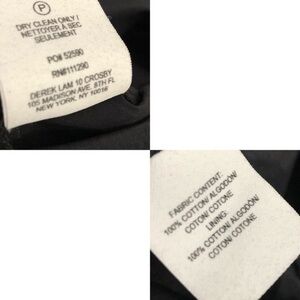 P
DRY CLEAN ONLY /
NETTOYER À SEC
SEULEMENT
PO# 52590
RN#111290
DEREK LAM 10 CROSBY
105 MADISON AVE. 8TH FL
NEW YORK, NY 10016
FABRIC CONTENT:
100% COTTON/ ALGODÓN/
COTON/ COTONE
LINING:
100% COTTON/ ALGODÓN/
COTON/ COTONE